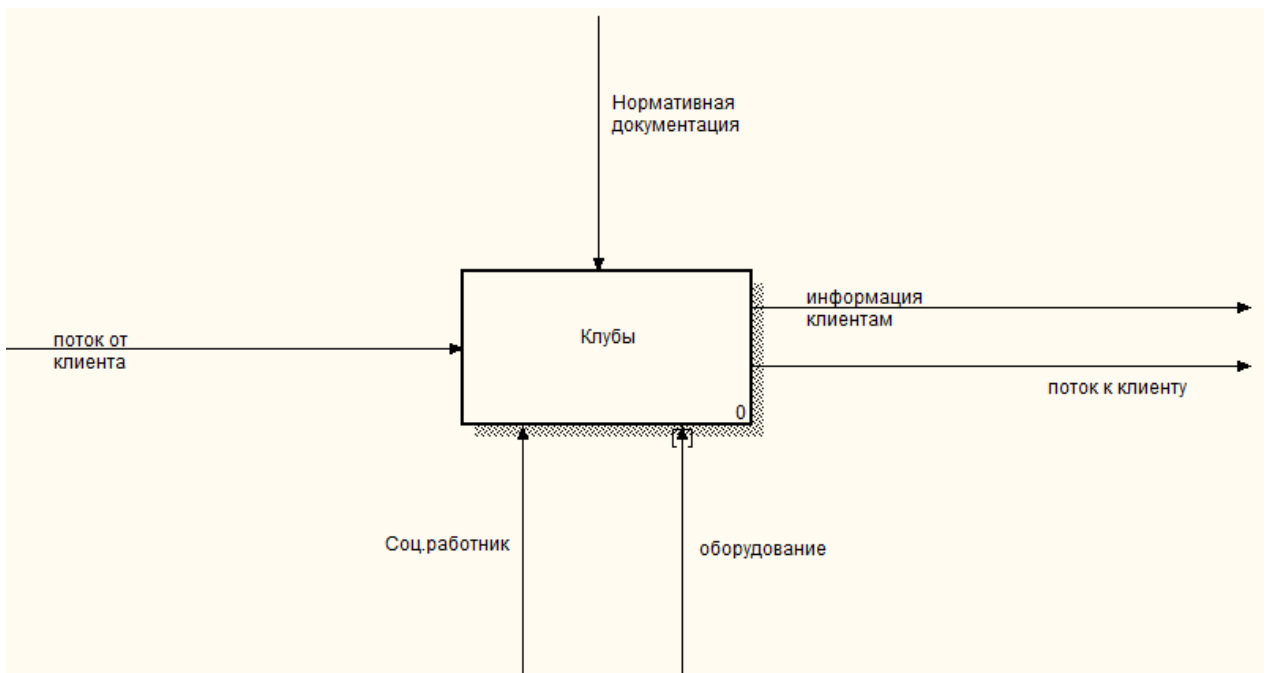 Нормативная
документация
информация
клиентам
Клубы
поток от
клиента
поток к клиенту
0
Соц.работник
оборудование